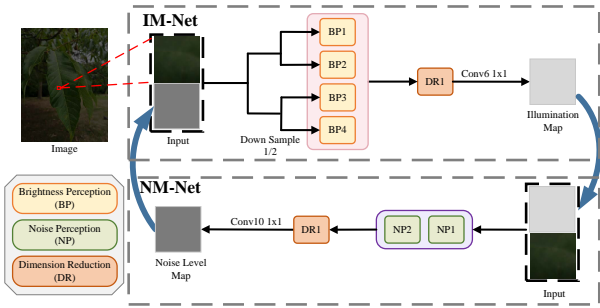 IM-Net
Image
Input
Down Sample
1/2
BP1
BP2
BP3
BP4
DR1
Conv6 1x1
Illumination
Map
Brightness Perception
(BP)
Noise Perception
(NP)
Dimension Reduction
(DR)
NM-Net
Noise Level
Map
Conv10 1x1
DR1
NP2
NP1
Input